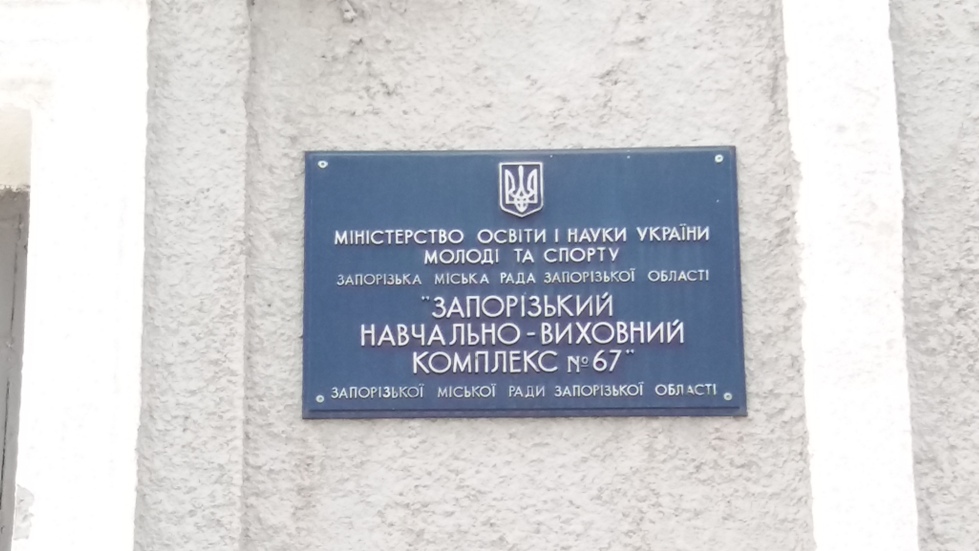 МІНІСТЕРСТВО ОСВІТИ І НАУКИ УКРАЇНИ
МОЛОДІ ТА СПОРТУ
ЗАПОРІЗЬКА МІСЬКА РАДА ЗАПОРІЗЬКОЇ ОБЛАСТІ
"ЗАПОРІЗЬКИЙ
НАВЧАЛЬНО-ВИХОВНИЙ
КОМПЛЕКС №67"
ЗАПОРІЗЬКОЇ МІСЬКОЇ РАДИ ЗАПОРІЗЬКОЇ ОБЛАСТІ